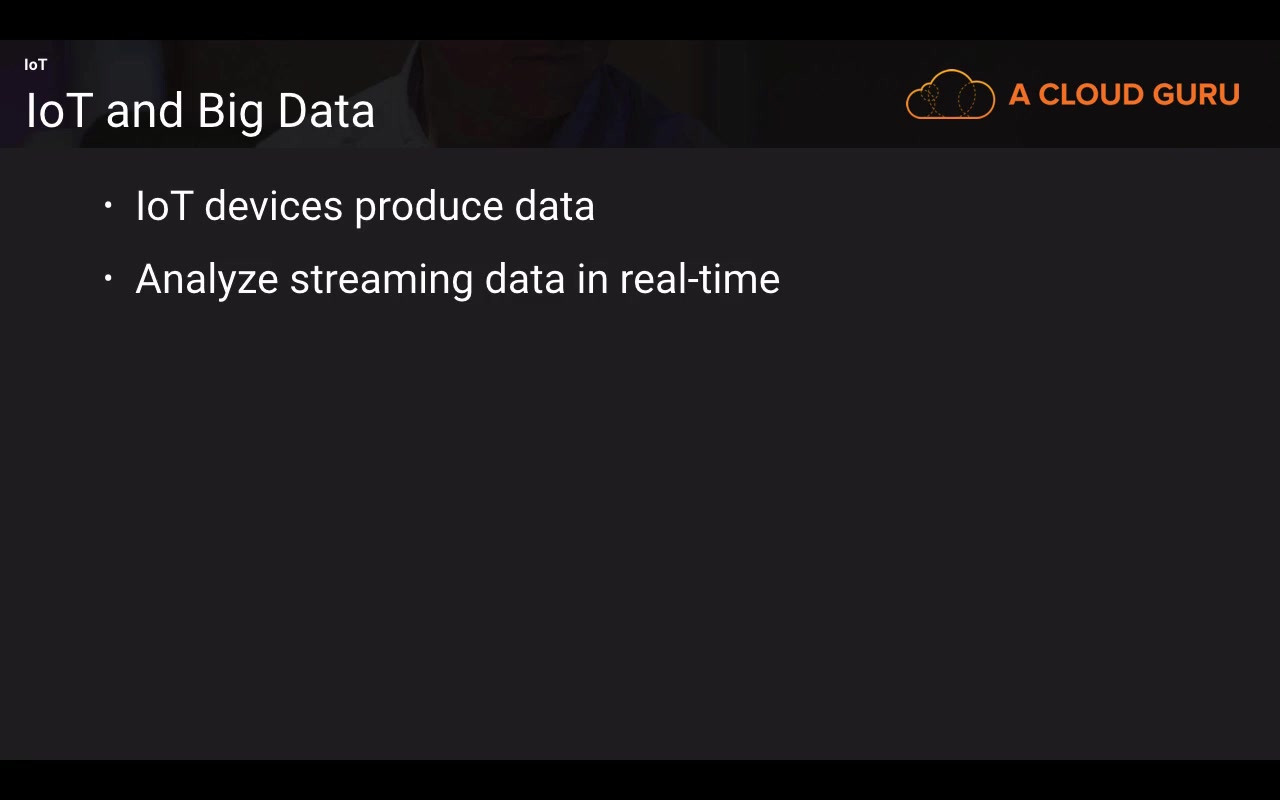 IoT
IoT and Big Data
A CLOUD GURU
• IoT devices produce data
• Analyze streaming data in real-time